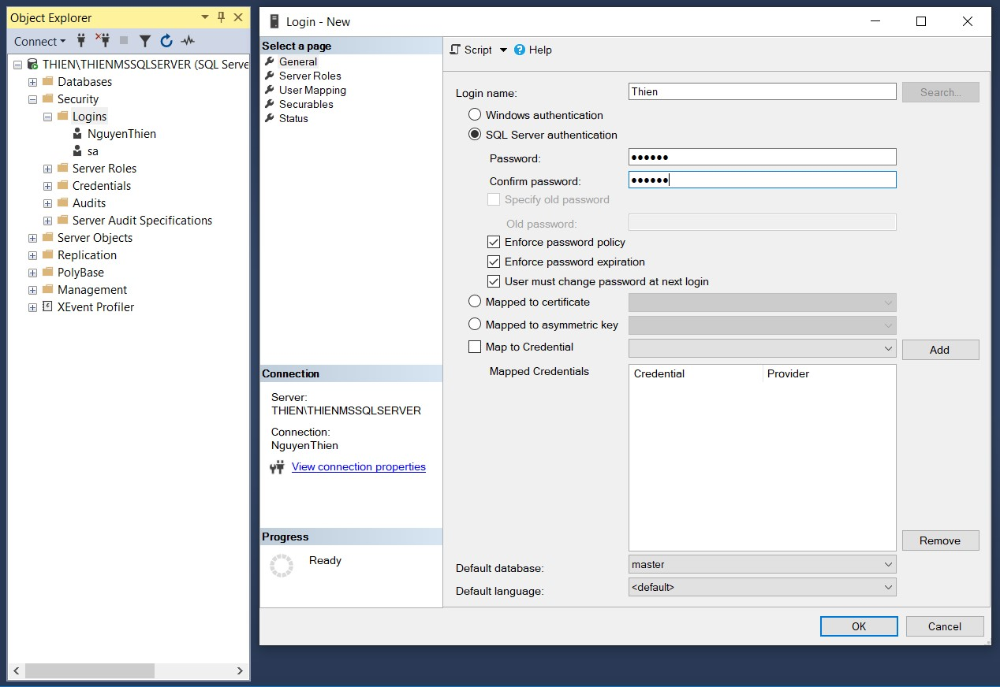 Object Explorer
Connect
THIEN\THIENMSSQLSERVER (SQL Serve
Databases
Security
Logins
NguyenThien
sa
Server Roles
Credentials
Audits
Server Audit Specifications
Server Objects
Replication
PolyBase
Management
XEvent Profiler
Login - New
Select a page
General
Server Roles
User Mapping
Securables
Status
Connection
Server:
THIEN\THIENMSSQLSERVER
Connection:
NguyenThien
View connection properties
Progress
Ready
Script Help
Login name: Thien Search...
Windows authentication
SQL Server authentication
Password: ●●●●●●
Confirm password: ●●●●●●
Specify old password
Old password:
Enforce password policy
Enforce password expiration
User must change password at next login
Mapped to certificate
Mapped to asymmetric key
Map to Credential Add
Mapped Credentials Credential Provider
Remove
Default database: master
Default language: <default>
OK Cancel